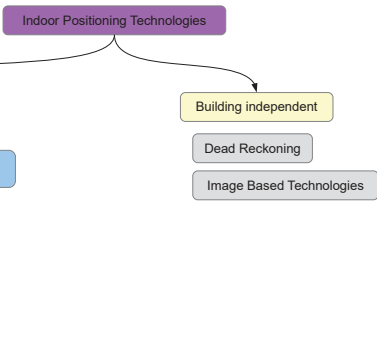 Indoor Positioning Technologies
Building independent
Dead Reckoning
Image Based Technologies